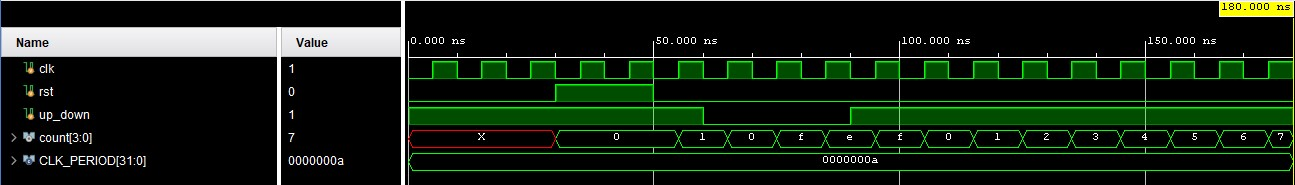 180.000 ns
Name Value
0.000 ns 50.000 ns 100.000 ns 150.000 ns
clk 1
rst 0
up_down 1
count[3:0] 7 X 0 1 0 f e f 0 1 2 3 4 5 6 7
CLK_PERIOD[31:0] 0000000a 0000000a